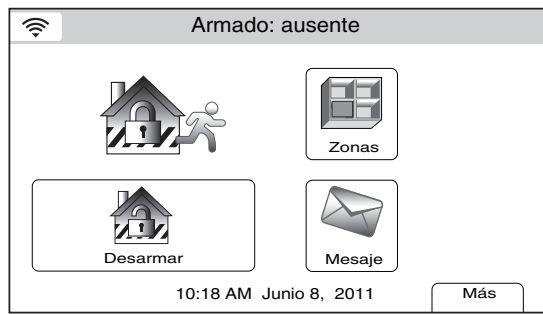 Armado: ausente
Zonas
Desarmar
Mesaje
10:18 AM Junio 8, 2011
Más